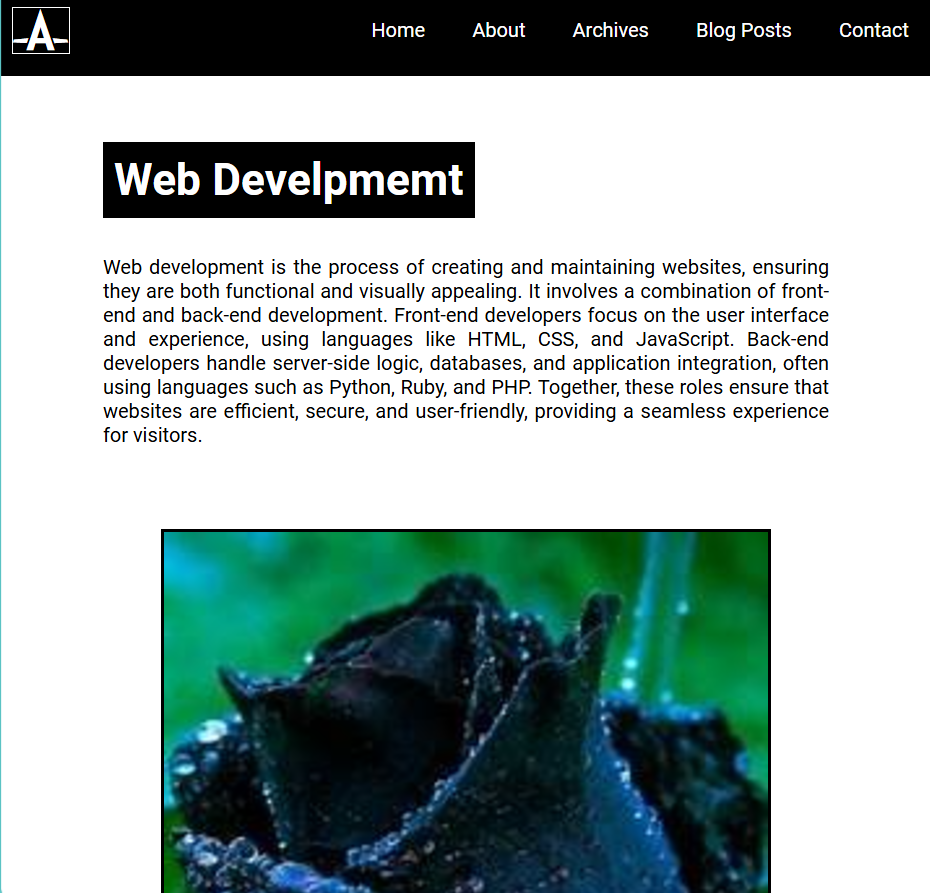 A
Home About Archives Blog Posts Contact
Web Develpmemt
Web development is the process of creating and maintaining websites, ensuring
they are both functional and visually appealing. It involves a combination of front-
end and back-end development. Front-end developers focus on the user interface
and experience, using languages like HTML, CSS, and JavaScript. Back-end
developers handle server-side logic, databases, and application integration, often
using languages such as Python, Ruby, and PHP. Together, these roles ensure that
websites are efficient, secure, and user-friendly, providing a seamless experience
for visitors.